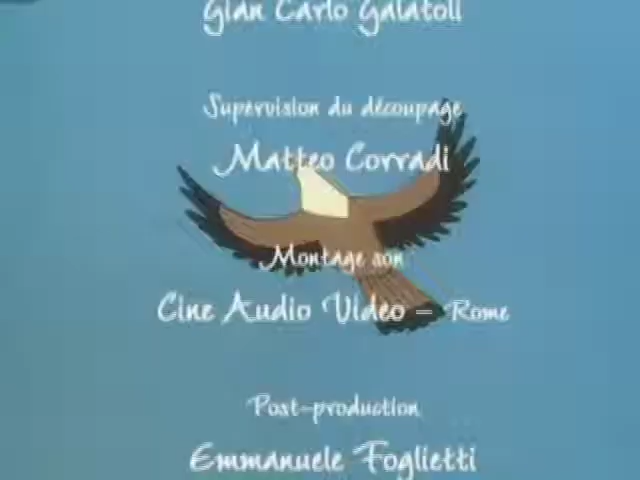 Gian Carlo Galatoli
Supervision du découpage
Matteo Corradi
Montage son
Cine Audio Video - Rome
Post-production
Emmanuele Foglietti